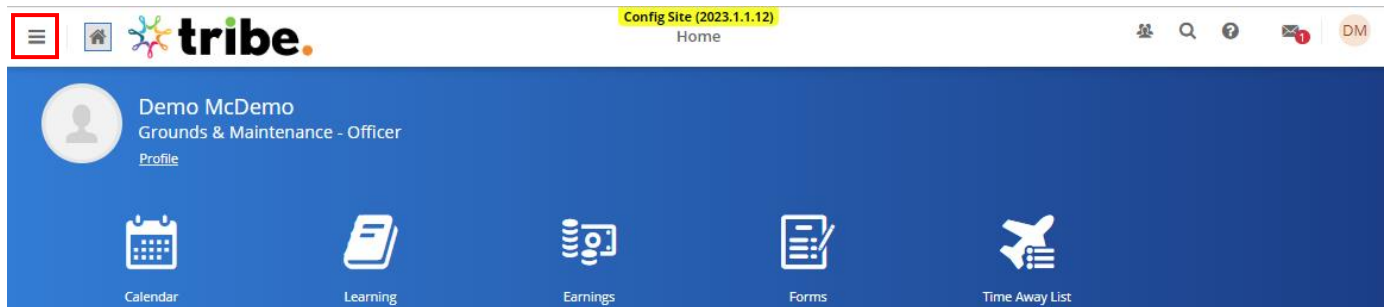 tribe.
Config Site (2023.1.1.12)
Home
1
DM
Demo McDemo
Grounds & Maintenance - Officer
Profile
Calendar
Learning
Earnings
Forms
Time Away List